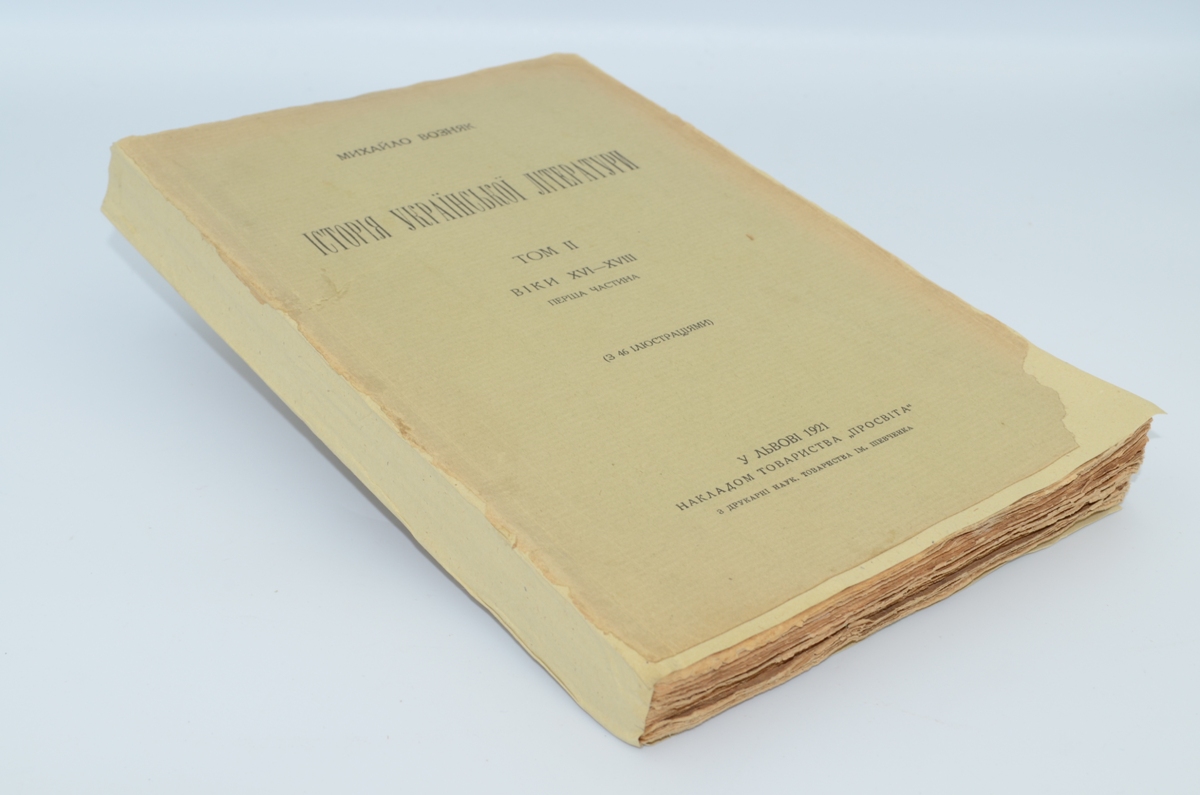 МИХАЙЛО ВОЗНЯК
ІСТОРІЯ УКРАЇНСЬКОЇ ЛІТЕРАТУРИ
ТОМ II
ВІКИ XVI—XVIII
ПЕРША ЧАСТИНА
(З 46 ІЛЮСТРАЦІЯМИ)
У ЛЬВОВІ 1921
НАКЛАДОМ ТОВАРИСТВА „ПРОСВІТА"
З ДРУКАРНІ НАУК. ТОВАРИСТВА ІМ. ШЕВЧЕНКА